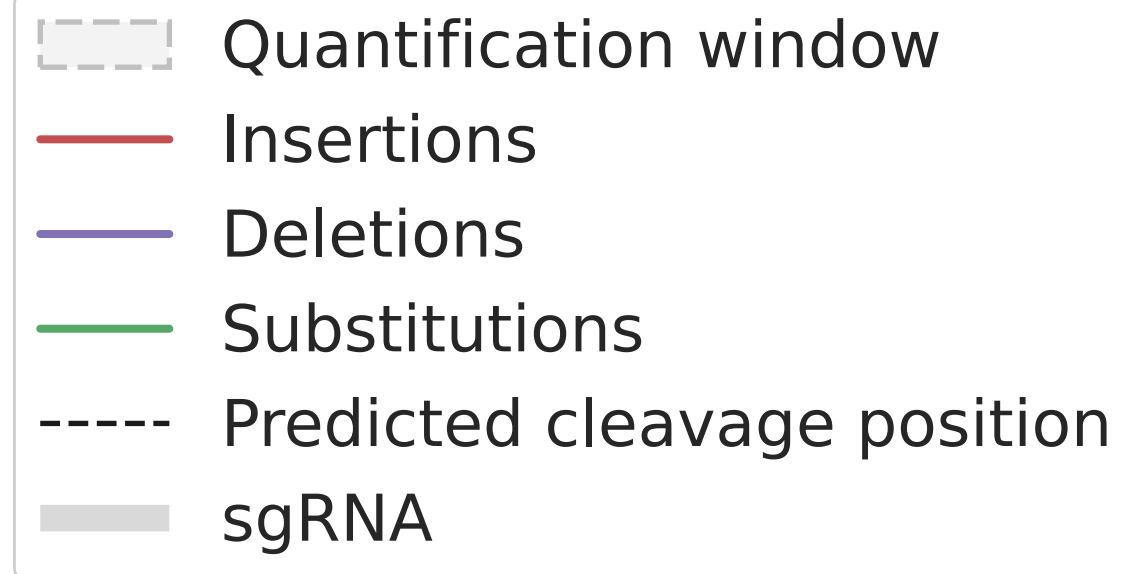 Quantification window
Insertions
Deletions
Substitutions
Predicted cleavage position
sgRNA